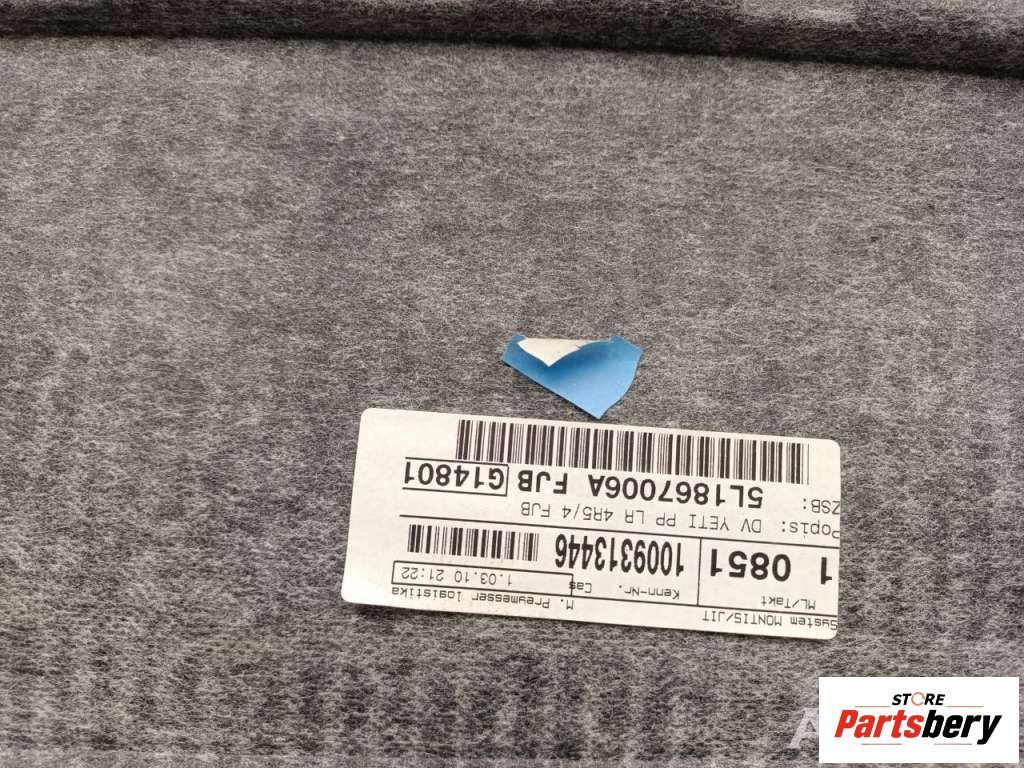 System MONTIS/JIT
M. Preymesser logistika
ML/Takt
Kenn-Nr.
Cas
1.03.10 21:22
1 0851
1009313446
Popis: DV YETI PP LR 4R5/4 FJB
ZSB:
5L1867006A FJB G14801
STORE
Partsbery